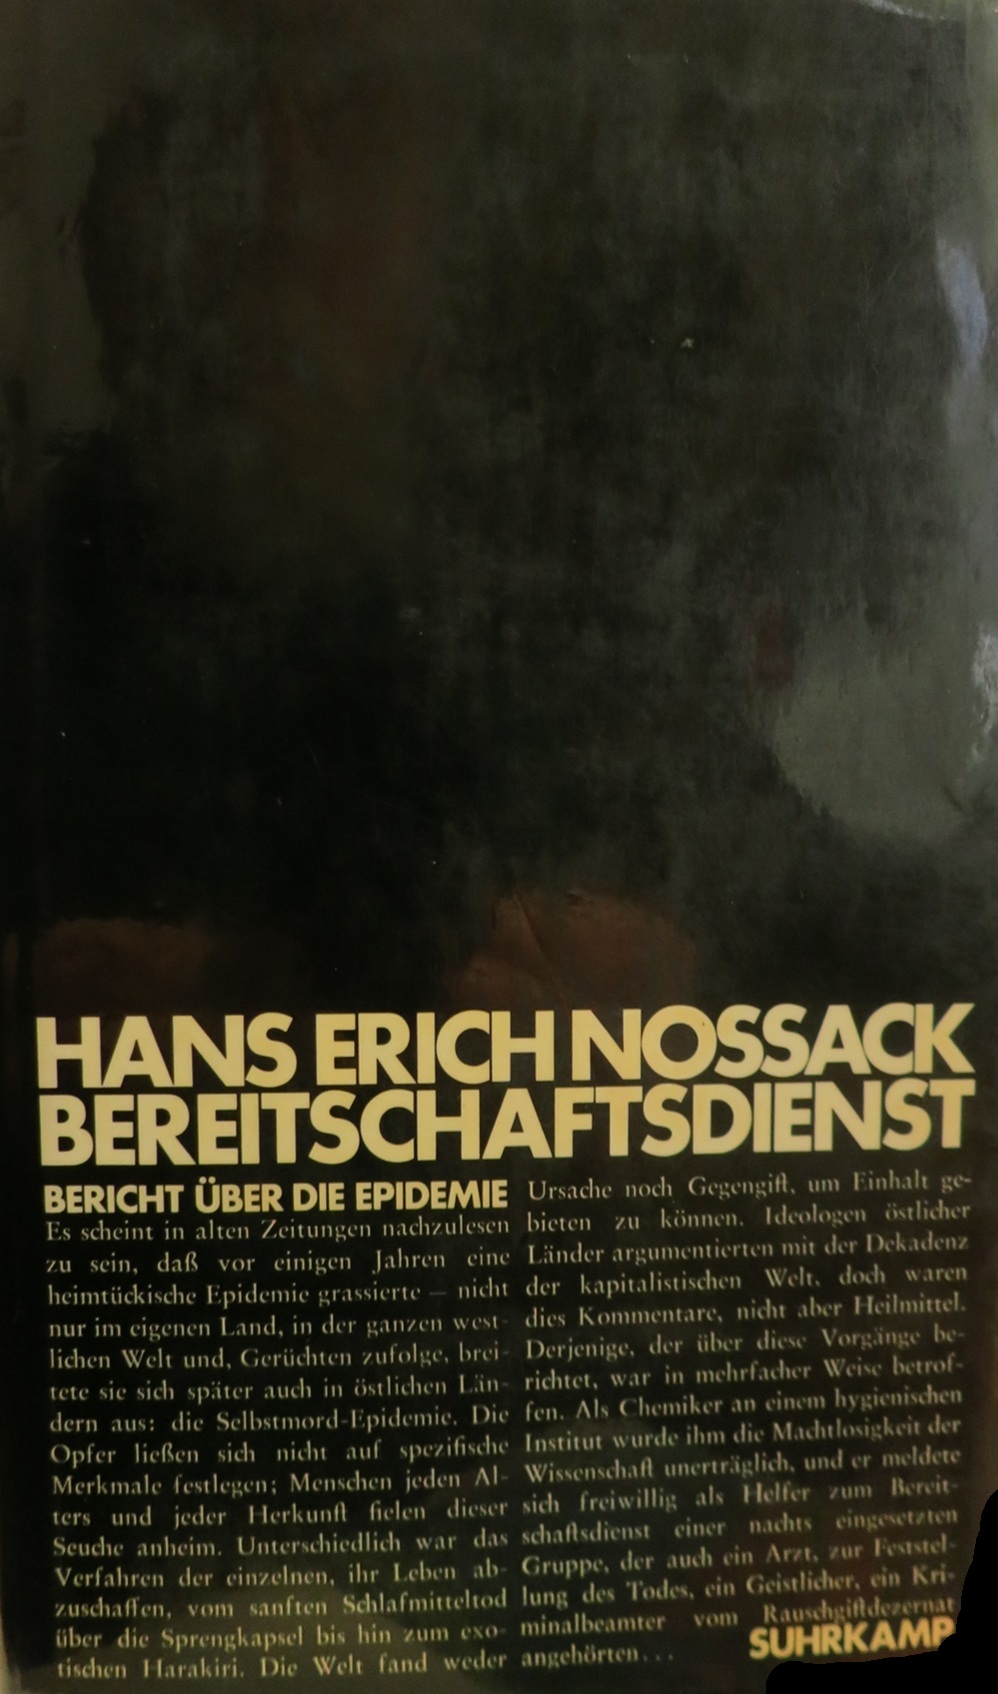 HANS ERICH NOSSACK
BEREITSCHAFTSDIENST
BERICHT ÜBER DIE EPIDEMIE
Es scheint in alten Zeitungen nachzulesen
zu sein, daß vor einigen Jahren eine
heimtückische Epidemie grassierte — nicht
nur im eigenen Land, in der ganzen west-
lichen Welt und, Gerüchten zufolge, brei-
tete sie sich später auch in östlichen Län-
dern aus: die Selbstmord-Epidemie. Die
Opfer ließen sich nicht auf spezifische
Merkmale festlegen; Menschen jeden Al-
ters und jeder Herkunft fielen dieser
Seuche anheim. Unterschiedlich war das
Verfahren der einzelnen, ihr Leben ab-
zuschaffen, vom sanften Schlafmitteltod
über die Sprengkapsel bis hin zum exo-
tischen Harakiri. Die Welt fand weder
Ursache noch Gegengift, um Einhalt ge-
bieten zu können. Ideologen östlicher
Länder argumentierten mit der Dekadenz
der kapitalistischen Welt, doch waren
dies Kommentare, nicht aber Heilmittel.
Derjenige, der über diese Vorgänge be-
richtet, war in mehrfacher Weise betrof-
fen. Als Chemiker an einem hygienischen
Institut wurde ihm die Machtlosigkeit der
Wissenschaft unerträglich, und er meldete
sich freiwillig als Helfer zum Bereit-
schaftsdienst einer nachts eingesetzten
Gruppe, der auch ein Arzt, zur Feststel-
lung des Todes, ein Geistlicher, ein Kri-
minalbeamter vom Rauschgiftdezernat
angehörten...
SUHRKAMP